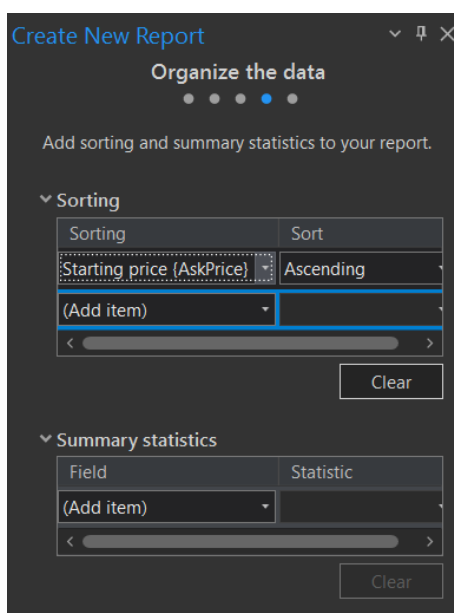 Create New Report
Organize the data
Add sorting and summary statistics to your report.
Sorting
Sorting Sort
Starting price {AskPrice} Ascending
(Add item)
Clear
Summary statistics
Field Statistic
(Add item)
Clear